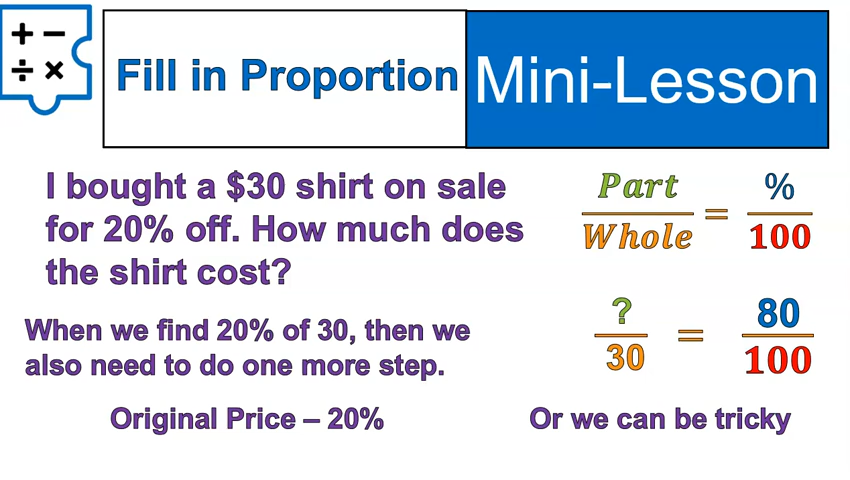 + −
÷ ×
Fill in Proportion
Mini-Lesson
I bought a $30 shirt on sale
for 20% off. How much does
the shirt cost?
Part
Whole
=
%
100
When we find 20% of 30, then we
also need to do one more step.
?
30
=
80
100
Original Price – 20%
Or we can be tricky